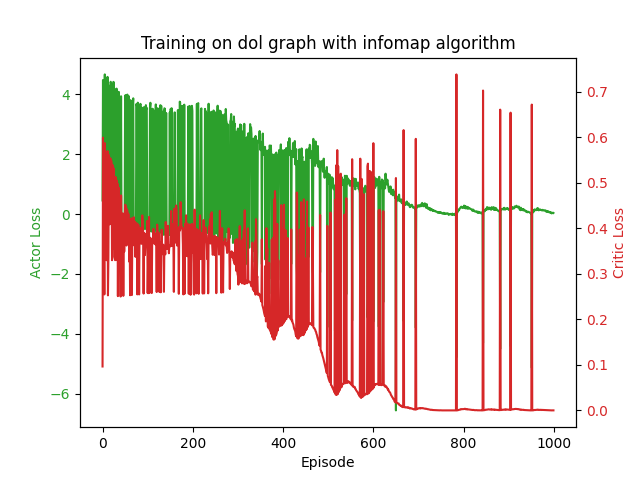 Training on dol graph with infomap algorithm
4
2
0
−2
−4
−6
Actor Loss
0.7
0.6
0.5
0.4
0.3
0.2
0.1
0.0
Critic Loss
0 200 400 600 800 1000
Episode